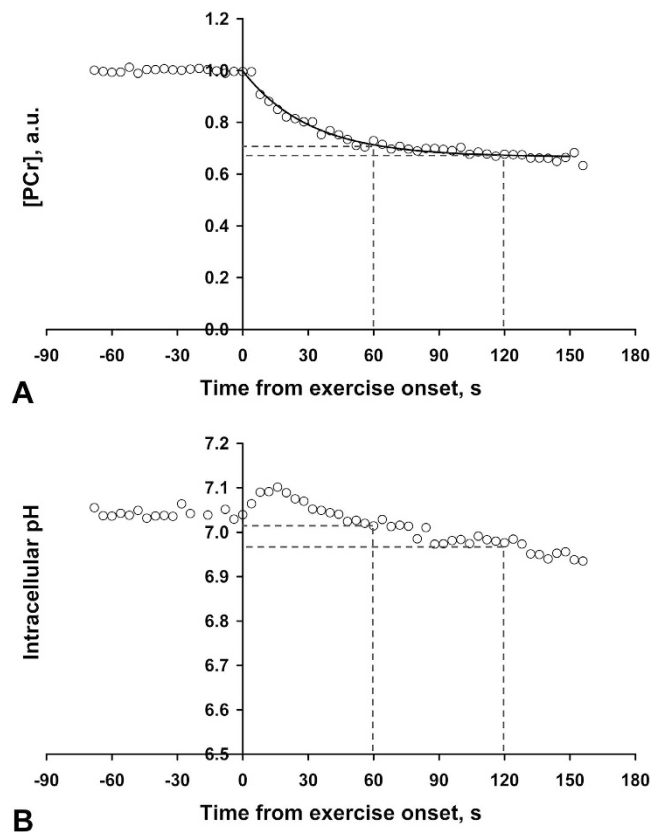 1.2
1.0
0.8
0.6
0.4
0.2
0.0
[PCr], a.u.
-90 -60 -30 0 30 60 90 120 150 180
Time from exercise onset, s
A
7.2
7.1
7.0
6.9
6.8
6.7
6.6
6.5
Intracellular pH
-90 -60 -30 0 30 60 90 120 150 180
Time from exercise onset, s
B